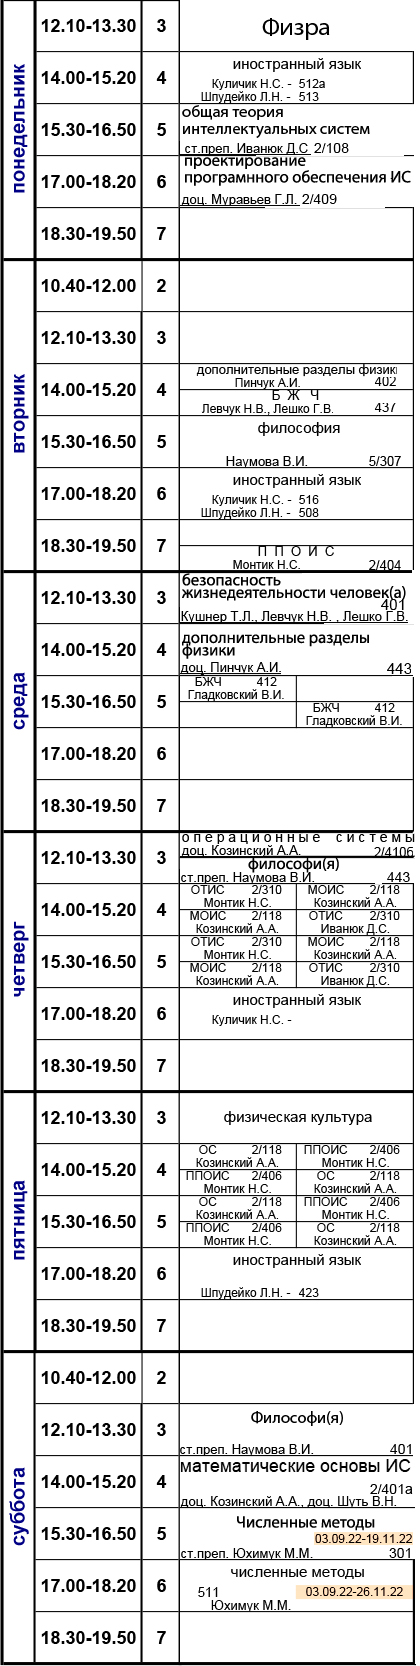 понедельник
12.10-13.30 3 Физра
14.00-15.20 4 иностранный язык
Куличик Н.С. - 512а
Шпудейко Л.Н. - 513
15.30-16.50 5 общая теория
интеллектуальных систем
ст.преп. Иванюк Д.С 2/108
17.00-18.20 6 проектирование
програмнного обеспечения ИС
доц. Муравьев Г.Л. 2/409
18.30-19.50 7
вторник
10.40-12.00 2
12.10-13.30 3
14.00-15.20 4 дополнительные разделы физики
Пинчук А.И. 402
Б Ж Ч
Левчук Н.В., Лешко Г.В. 437
15.30-16.50 5 философия
Наумова В.И. 5/307
17.00-18.20 6 иностранный язык
Куличик Н.С. - 516
Шпудейко Л.Н. - 508
18.30-19.50 7 П П О И С
Монтик Н.С. 2/404
среда
12.10-13.30 3 безопасность
жизнедеятельности человек(а)
401
Кушнер Т.Л., Левчук Н.В. , Лешко Г.В.
14.00-15.20 4 дополнительные разделы
физики
доц. Пинчук А.И. 443
15.30-16.50 5 БЖЧ 412
Гладковский В.И.
БЖЧ 412
Гладковский В.И.
17.00-18.20 6
18.30-19.50 7
четверг
12.10-13.30 3 операционные системы
доц. Козинский А.А. 2/410б
философи(я)
ст.преп. Наумова В.И. 443
14.00-15.20 4 ОТИС 2/310 МОИС 2/118
Монтик Н.С. Козинский А.А.
МОИС 2/118 ОТИС 2/310
Козинский А.А. Иванюк Д.С.
15.30-16.50 5 ОТИС 2/310 МОИС 2/118
Монтик Н.С. Козинский А.А.
МОИС 2/118 ОТИС 2/310
Козинский А.А. Иванюк Д.С.
17.00-18.20 6 иностранный язык
Куличик Н.С. -
18.30-19.50 7
пятница
12.10-13.30 3 физическая культура
14.00-15.20 4 ОС 2/118 ППОИС 2/406
Козинский А.А. Монтик Н.С.
ППОИС 2/406 ОС 2/118
Монтик Н.С. Козинский А.А.
15.30-16.50 5 ОС 2/118 ППОИС 2/406
Козинский А.А. Монтик Н.С.
ППОИС 2/406 ОС 2/118
Монтик Н.С. Козинский А.А.
17.00-18.20 6 иностранный язык
Шпудейко Л.Н. - 423
18.30-19.50 7
суббота
10.40-12.00 2
12.10-13.30 3 Философи(я)
ст.преп. Наумова В.И. 401
14.00-15.20 4 математические основы ИС
2/401а
доц. Козинский А.А., доц. Шуть В.Н.
15.30-16.50 5 Численные методы
03.09.22-19.11.22
ст.преп. Юхимук М.М. 301
17.00-18.20 6 численные методы
511 03.09.22-26.11.22
Юхимук М.М.
18.30-19.50 7